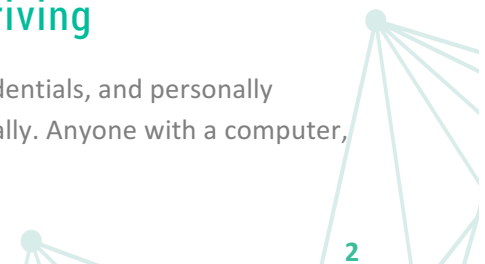 riving
dentials, and personally
ally. Anyone with a computer,
2